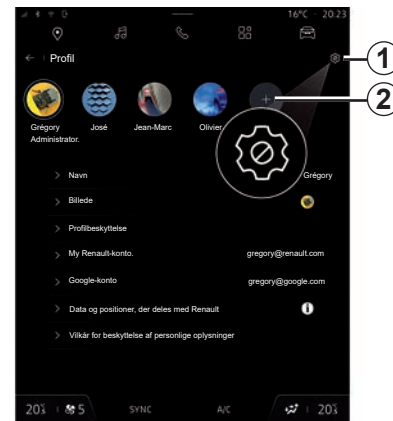 16°C 20:23
← Profil
1
2
Grégory José Jean-Marc Olivier
Administrator.
Navn Grégory
Billede
Profilbeskyttelse
My Renault-konto. gregory@renault.com
Google-konto gregory@google.com
Data og positioner, der deles med Renault
Vilkår for beskyttelse af personlige oplysninger
5 SYNC A/C